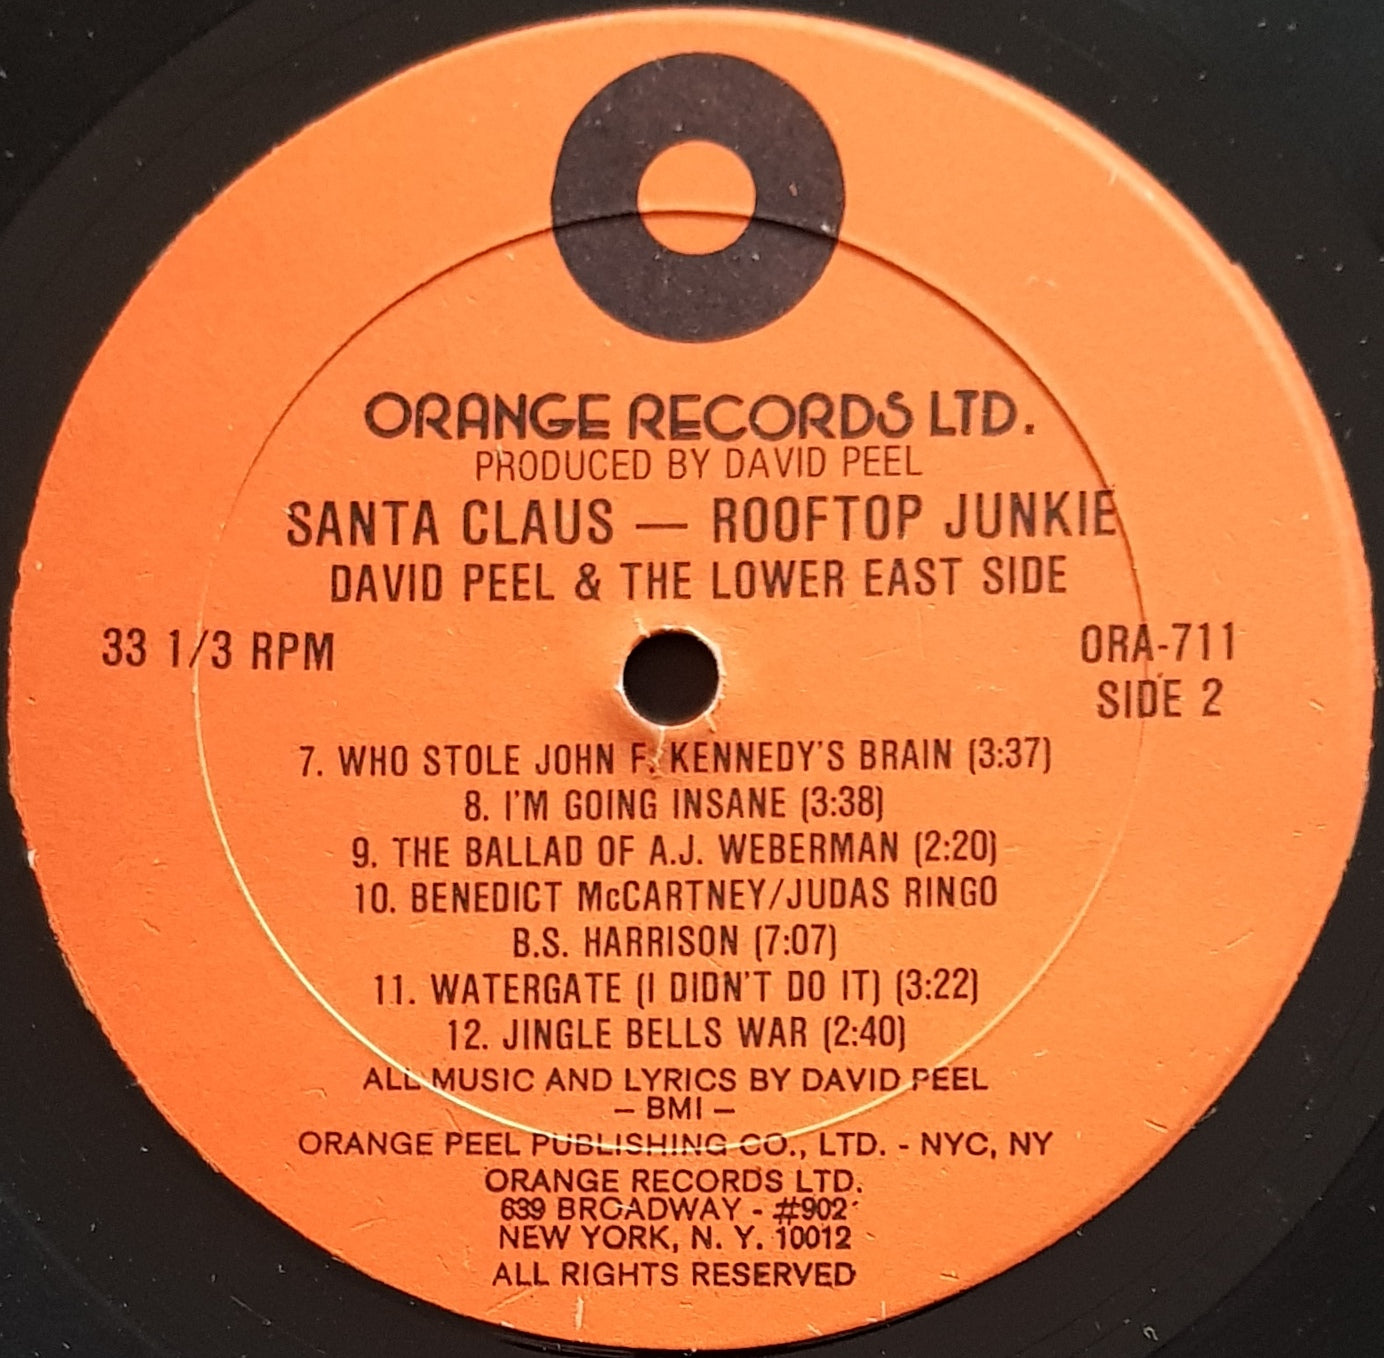 ORANGE RECORDS LTD.
PRODUCED BY DAVID PEEL
SANTA CLAUS — ROOFTOP JUNKIE
DAVID PEEL & THE LOWER EAST SIDE
33 1/3 RPM
ORA-711
SIDE 2
7. WHO STOLE JOHN F. KENNEDY'S BRAIN (3:37)
8. I'M GOING INSANE (3:38)
9. THE BALLAD OF A.J. WEBERMAN (2:20)
10. BENEDICT McCARTNEY/JUDAS RINGO
B.S. HARRISON (7:07)
11. WATERGATE (I DIDN'T DO IT) (3:22)
12. JINGLE BELLS WAR (2:40)
ALL MUSIC AND LYRICS BY DAVID PEEL
– BMI –
ORANGE PEEL PUBLISHING CO., LTD. - NYC, NY
ORANGE RECORDS LTD.
639 BROADWAY - #902
NEW YORK, N. Y. 10012
ALL RIGHTS RESERVED